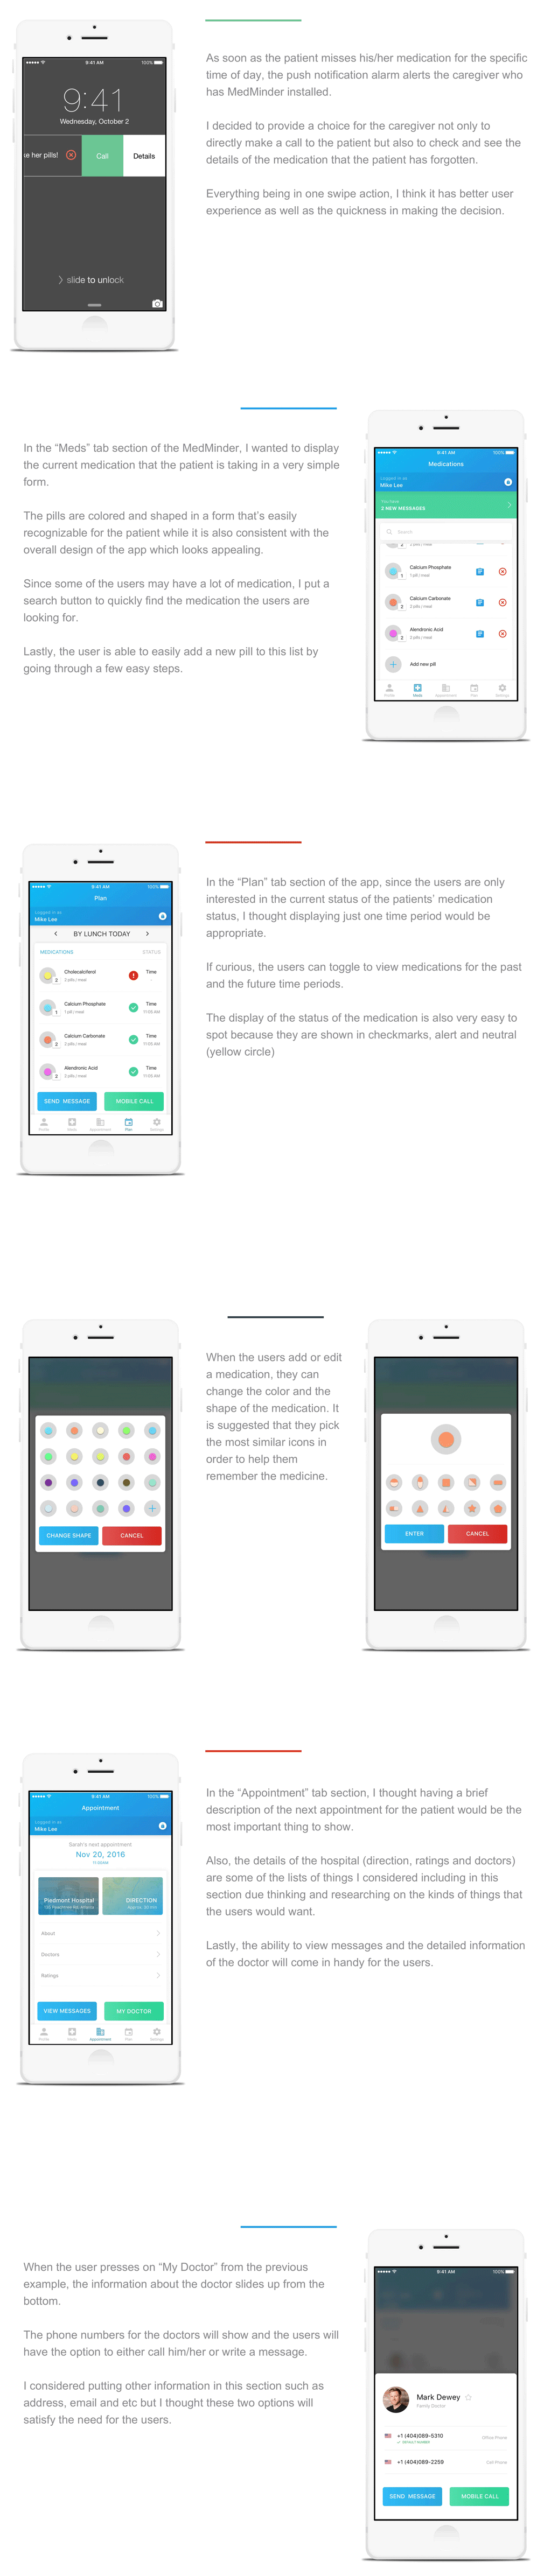 9:41 AM
100%
9:41
Wednesday, October 2
ke her pills!
Call
Details
slide to unlock
As soon as the patient misses his/her medication for the specific
time of day, the push notification alarm alerts the caregiver who
has MedMinder installed.
I decided to provide a choice for the caregiver not only to
directly make a call to the patient but also to check and see the
details of the medication that the patient has forgotten.
Everything being in one swipe action, I think it has better user
experience as well as the quickness in making the decision.
In the “Meds” tab section of the MedMinder, I wanted to display
the current medication that the patient is taking in a very simple
form.
The pills are colored and shaped in a form that’s easily
recognizable for the patient while it is also consistent with the
overall design of the app which looks appealing.
Since some of the users may have a lot of medication, I put a
search button to quickly find the medication the users are
looking for.
Lastly, the user is able to easily add a new pill to this list by
going through a few easy steps.
9:41 AM
100%
Medications
Logged in as
Mike Lee
You have
2 NEW MESSAGES
Search
2 pills / meal
Calcium Phosphate
1 pill / meal
1
Calcium Carbonate
2 pills / meal
2
Alendronic Acid
2 pills / meal
2
Add new pill
Profile
Meds
Appointment
Plan
Settings
9:41 AM
100%
Plan
Logged in as
Mike Lee
BY LUNCH TODAY
MEDICATIONS
STATUS
Cholecalciferol
2 pills / meal
2
Time
-
Calcium Phosphate
1 pill / meal
1
Time
11:05 AM
Calcium Carbonate
2 pills / meal
2
Time
11:05 AM
Alendronic Acid
2 pills / meal
2
Time
11:05 AM
SEND MESSAGE
MOBILE CALL
Profile
Meds
Appointment
Plan
Settings
In the “Plan” tab section of the app, since the users are only
interested in the current status of the patients’ medication
status, I thought displaying just one time period would be
appropriate.
If curious, the users can toggle to view medications for the past
and the future time periods.
The display of the status of the medication is also very easy to
spot because they are shown in checkmarks, alert and neutral
(yellow circle)
CHANGE SHAPE
CANCEL
When the users add or edit
a medication, they can
change the color and the
shape of the medication. It
is suggested that they pick
the most similar icons in
order to help them
remember the medicine.
ENTER
CANCEL
9:41 AM
100%
Appointment
Logged in as
Mike Lee
Sarah's next appointment
Nov 20, 2016
11:00AM
Piedmont Hospital
DIRECTION
About
Doctors
Ratings
VIEW MESSAGES
MY DOCTOR
Profile
Meds
Appointment
Plan
Settings
In the “Appointment” tab section, I thought having a brief
description of the next appointment for the patient would be the
most important thing to show.
Also, the details of the hospital (direction, ratings and doctors)
are some of the lists of things I considered including in this
section due thinking and researching on the kinds of things that
the users would want.
Lastly, the ability to view messages and the detailed information
of the doctor will come in handy for the users.
When the user presses on “My Doctor” from the previous
example, the information about the doctor slides up from the
bottom.
The phone numbers for the doctors will show and the users will
have the option to either call him/her or write a message.
I considered putting other information in this section such as
address, email and etc but I thought these two options will
satisfy the need for the users.
9:41 AM
100%
Mark Dewey
Family Doctor
+1 (404)089-5310
Office Phone
DEFAULT NUMBER
+1 (404)089-2259
Cell Phone
SEND MESSAGE
MOBILE CALL